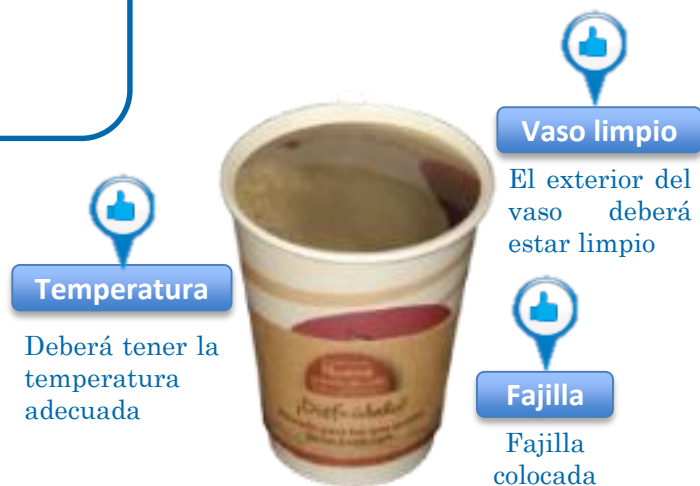 Vaso limpio
El exterior del
vaso deberá
estar limpio
Temperatura
Deberá tener la
temperatura
adecuada
Fajilla
Fajilla
colocada